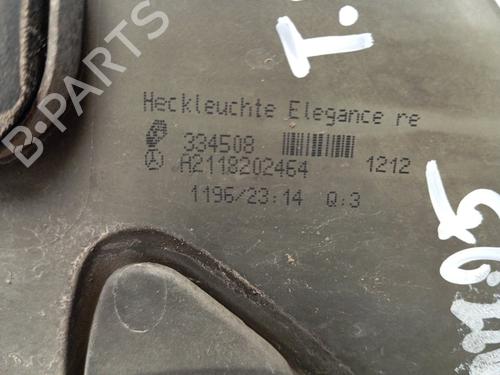 B-PARTS
Heckleuchte Elegance re
334508
A2118202464 1212
1196/23:14 Q:3